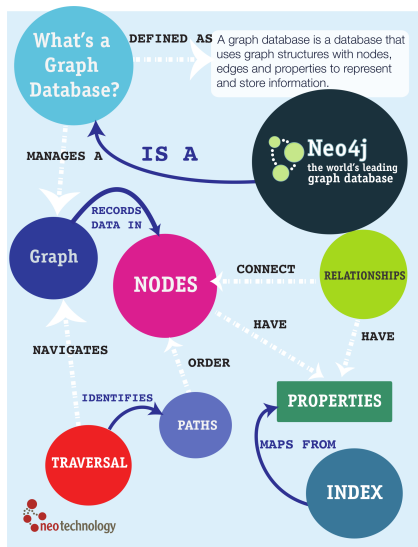 What's a
Graph
Database?
DEFINED AS
A graph database is a database that
uses graph structures with nodes,
edges and properties to represent
and store information.
MANAGES A
IS A
Neo4j
the world's leading
graph database
RECORDS
DATA IN
Graph
NODES
CONNECT
RELATIONSHIPS
HAVE
HAVE
NAVIGATES
ORDER
IDENTIFIES
PROPERTIES
PATHS
MAPS FROM
TRAVERSAL
INDEX
neotechnology